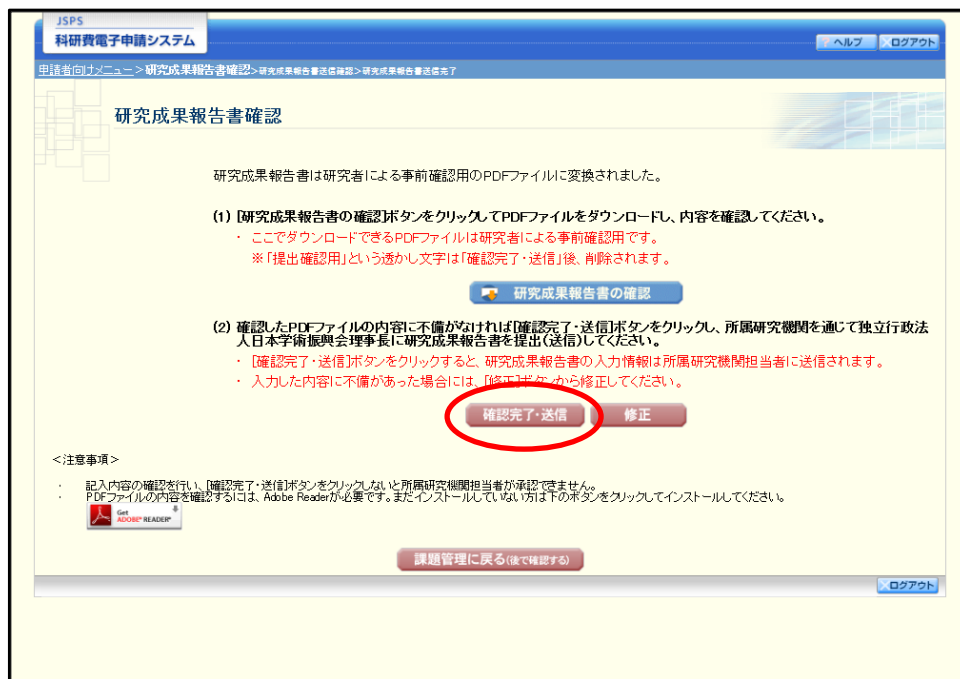 JSPS
科研費電子申請システム
ヘルプ ログアウト
申請者向けメニュー>研究成果報告書確認>研究成果報告書送信確認>研究成果報告書送信完了
研究成果報告書確認
研究成果報告書は研究者による事前確認用のPDFファイルに変換されました。
(1) [研究成果報告書の確認]ボタンをクリックしてPDFファイルをダウンロードし、内容を確認してください。
・ ここでダウンロードできるPDFファイルは研究者による事前確認用です。
※「提出確認用」という透かし文字は「確認完了・送信」後、削除されます。
研究成果報告書の確認
(2) 確認したPDFファイルの内容に不備がなければ[確認完了・送信]ボタンをクリックし、所属研究機関を通じて独立行政法
人日本学術振興会理事長に研究成果報告書を提出(送信)してください。
・ [確認完了・送信]ボタンをクリックすると、研究成果報告書の入力情報は所属研究機関担当者に送信されます。
・ 入力した内容に不備があった場合には、[修正]ボタンから修正してください。
確認完了・送信 修正
<注意事項>
・ 記入内容の確認を行い、[確認完了・送信]ボタンをクリックしないと所属研究機関担当者が承認できません。
・ PDFファイルの内容を確認するには、Adobe Readerが必要です。まだインストールしていない方は下のボタンをクリックしてインストールしてください。
Get
ADOBE® READER®
課題管理に戻る(後で確認する)
ログアウト